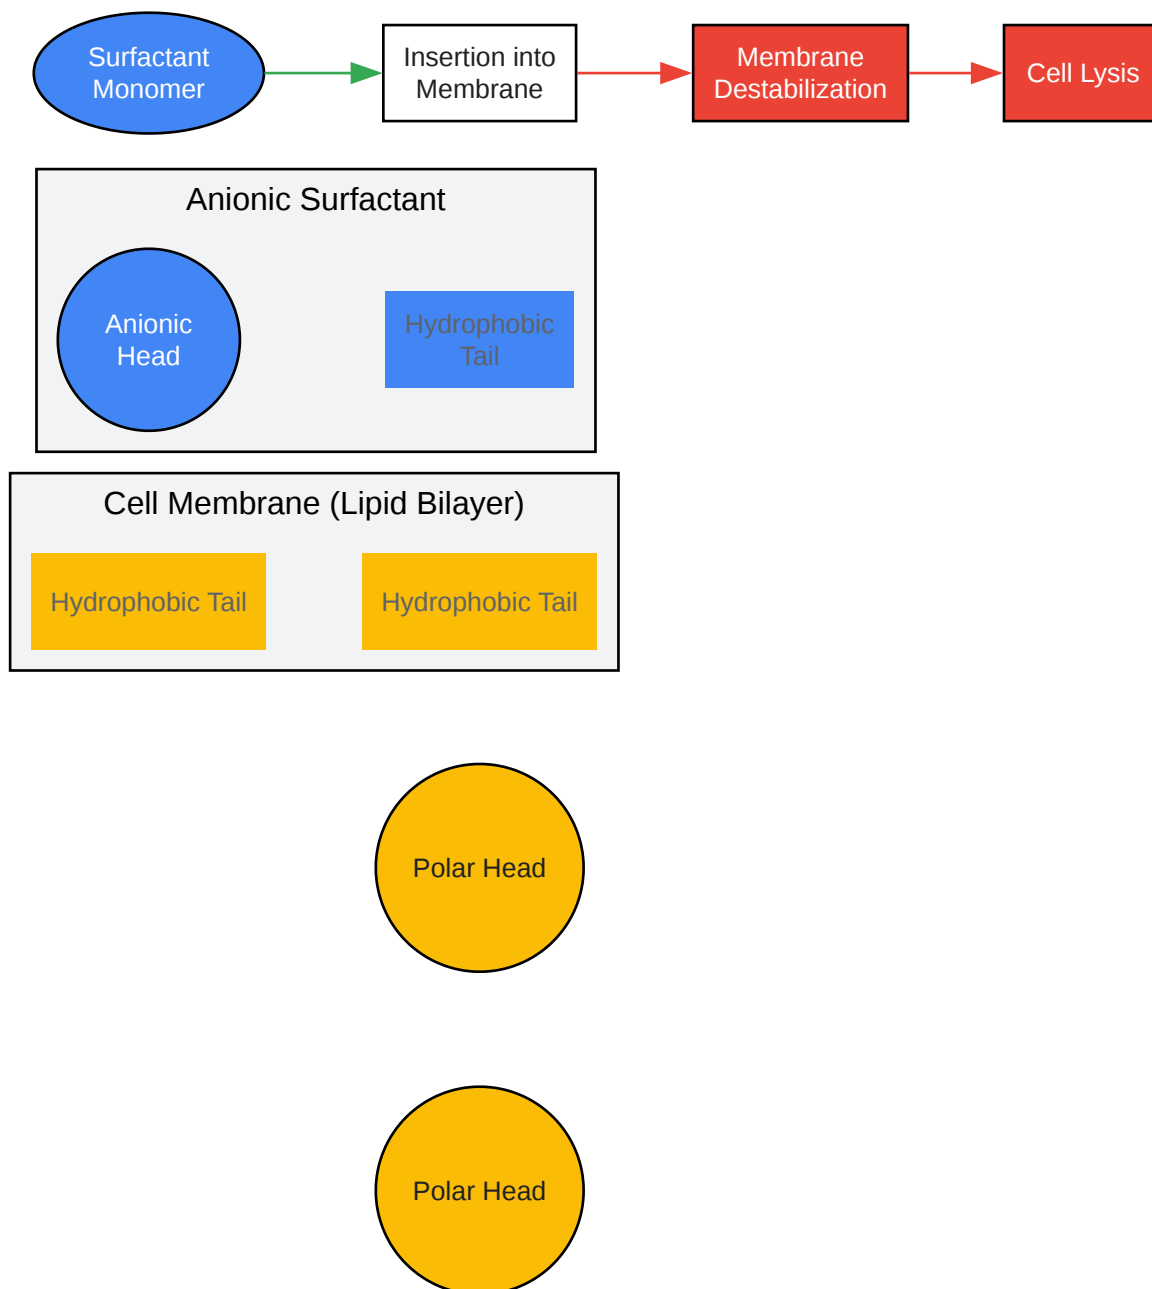 Surfactant
Monomer
Insertion into
Membrane
Membrane
Destabilization
Cell Lysis
Anionic Surfactant
Anionic
Head
Hydrophobic
Tail
Cell Membrane (Lipid Bilayer)
Hydrophobic Tail
Hydrophobic Tail
Polar Head
Polar Head